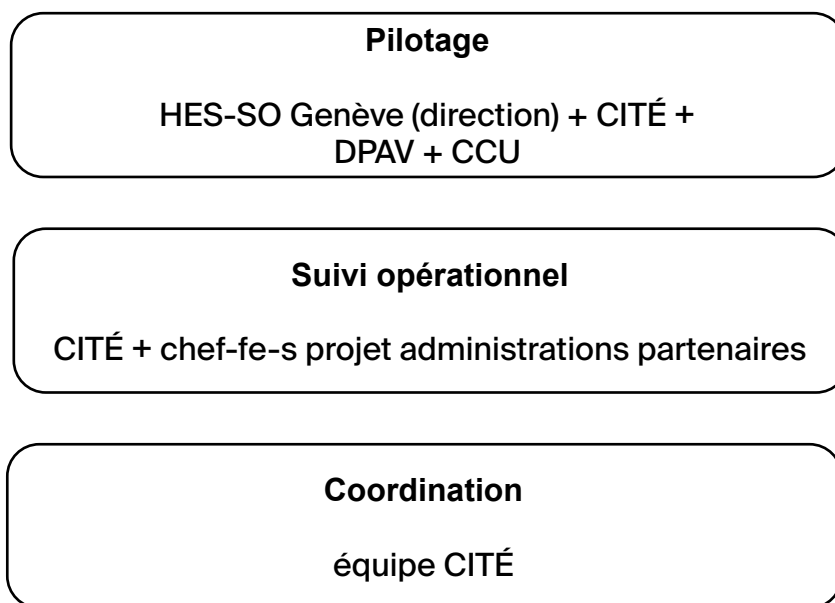 Pilotage
HES-SO Genève (direction) + CITÉ +
DPAV + CCU
Suivi opérationnel
CITÉ + chef-fe-s projet administrations partenaires
Coordination
équipe CITÉ